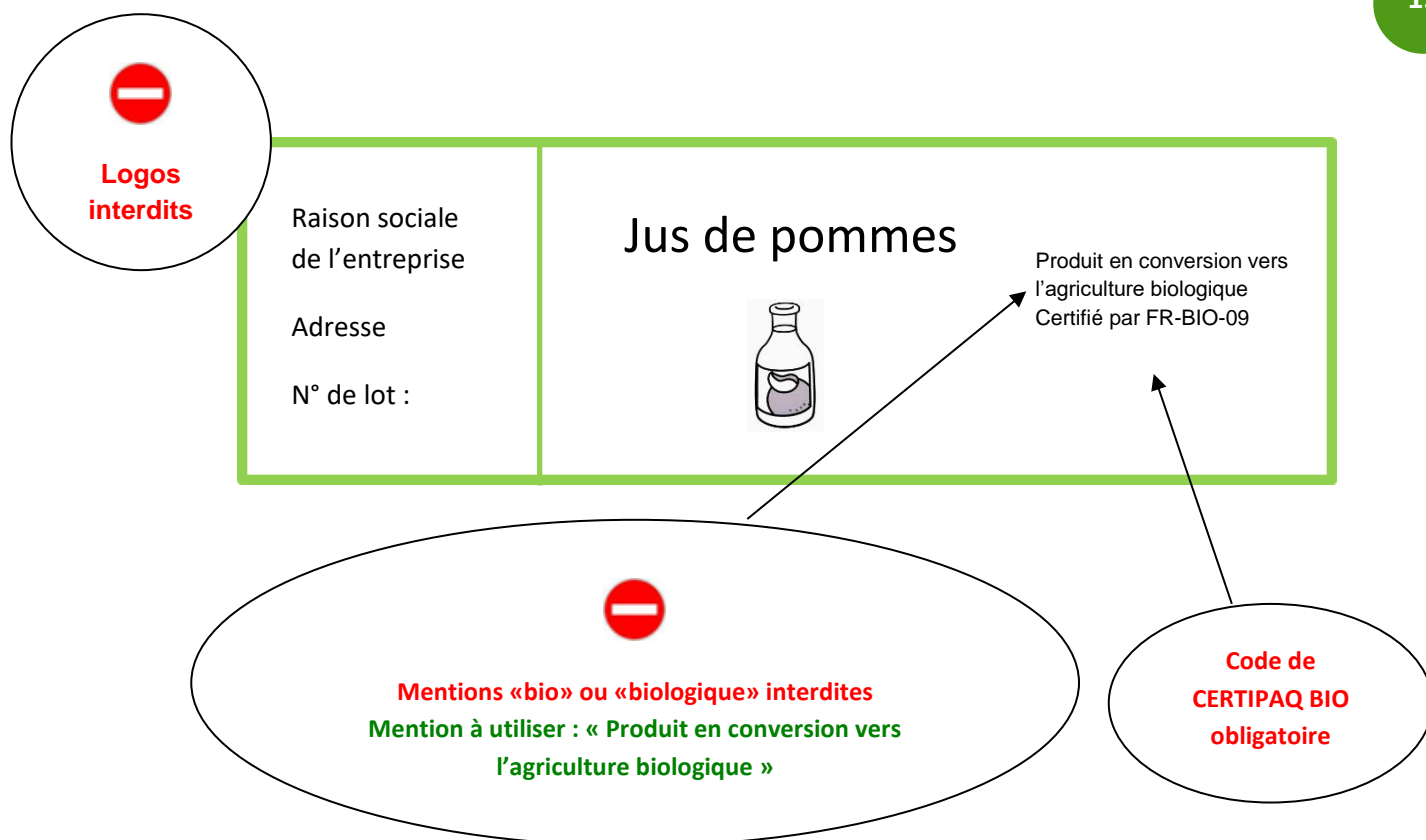 Logos
interdits
Raison sociale
de l’entreprise
Adresse
N° de lot :
Jus de pommes
Produit en conversion vers
l’agriculture biologique
Certifié par FR-BIO-09
Mentions «bio» ou «biologique» interdites
Mention à utiliser : « Produit en conversion vers
l’agriculture biologique »
Code de
CERTIPAQ BIO
obligatoire